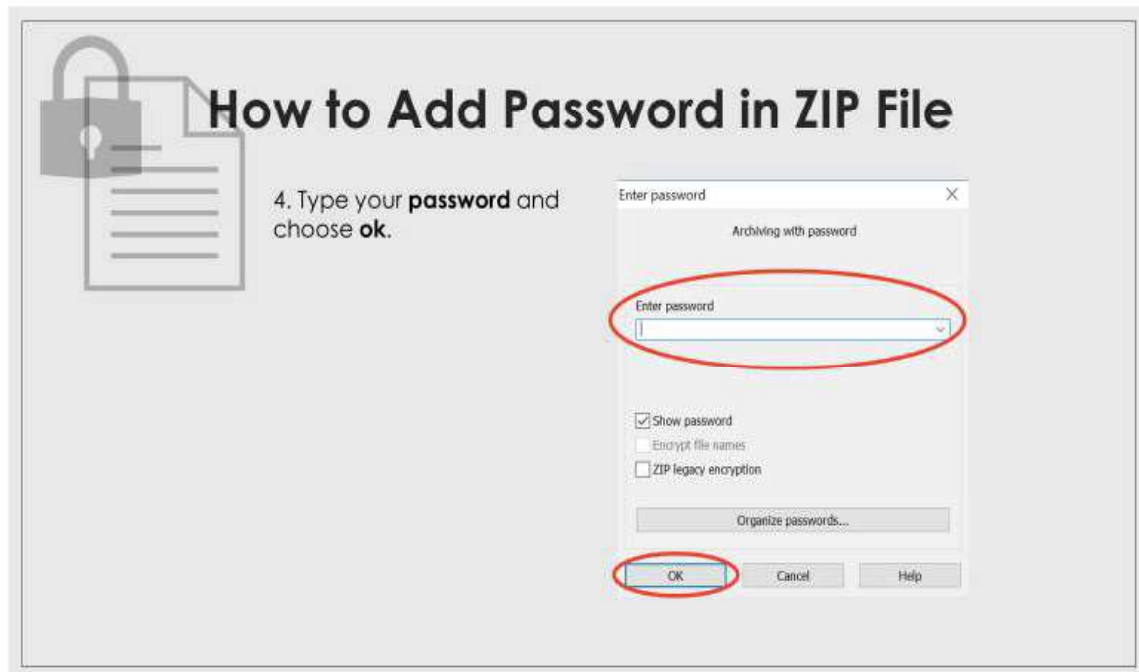 How to Add Password in ZIP File
4. Type your password and
choose ok.
Enter password
Archiving with password
Enter password
Show password
Encrypt file names
ZIP legacy encryption
Organize passwords...
OK Cancel Help